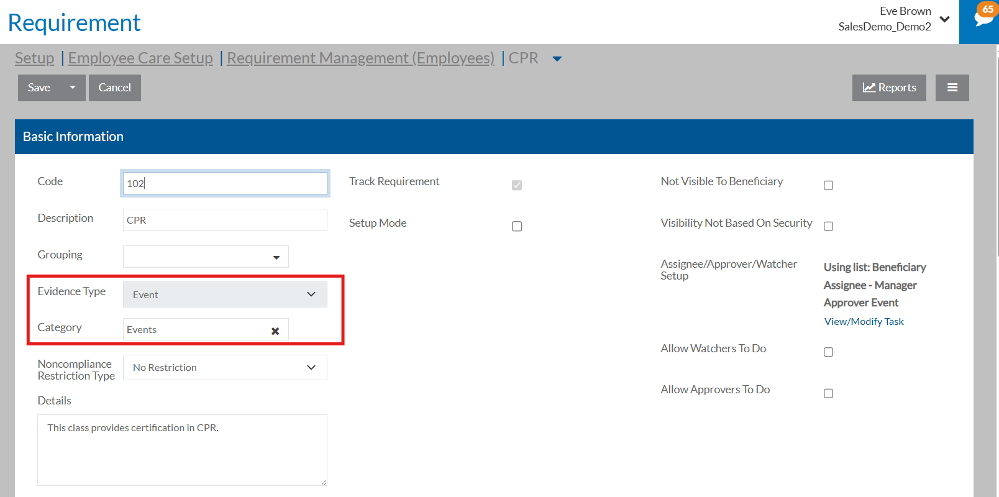 Requirement
Eve Brown
SalesDemo_Demo2
65
Setup | Employee Care Setup | Requirement Management (Employees) | CPR
Save
Cancel
Reports
Basic Information
Code
102
Track Requirement
Not Visible To Beneficiary
Description
CPR
Setup Mode
Visibility Not Based On Security
Grouping
Assignee/Approver/Watcher
Setup
Using list: Beneficiary
Assignee - Manager
Approver Event
View/Modify Task
Evidence Type
Event
Category
Events
Allow Watchers To Do
Noncompliance
Restriction Type
No Restriction
Allow Approvers To Do
Details
This class provides certification in CPR.